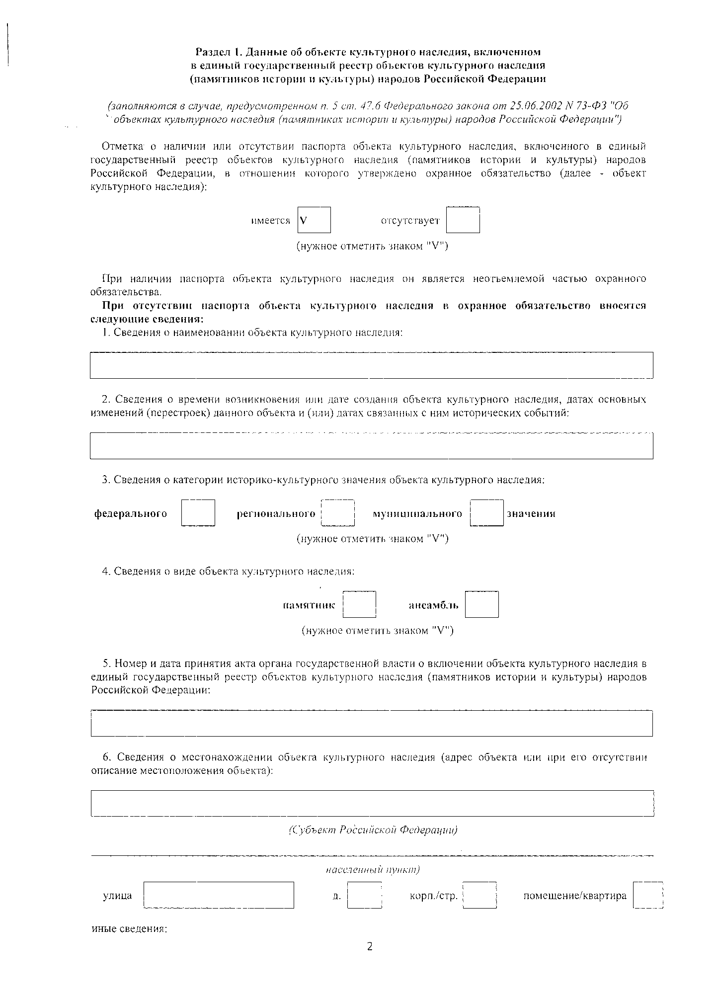 Раздел 1. Данные об объекте культурного наследия, включенном
в единый государственный реестр объектов культурного наследия
(памятников истории и культуры) народов Российской Федерации
(заполняются в случае, предусмотренном п. 5 ст. 47.6 Федерального закона от 25.06.2002 N 73-ФЗ "Об
объектах культурного наследия (памятниках истории и культуры) народов Российской Федерации")
Отметка о наличии или отсутствии паспорта объекта культурного наследия, включенного в единый
государственный реестр объектов культурного наследия (памятников истории и культуры) народов
Российской Федерации, в отношении которого утверждено охранное обязательство (далее - объект
культурного наследия):
имеется V отсутствует
(нужное отметить знаком "V")
При наличии паспорта объекта культурного наследия он является неотъемлемой частью охранного
обязательства.
При отсутствии паспорта объекта культурного наследия в охранное обязательство вносятся
следующие сведения:
1. Сведения о наименовании объекта культурного наследия:
2. Сведения о времени возникновения или дате создания объекта культурного наследия, датах основных
изменений (перестроек) данного объекта и (или) датах связанных с ним исторических событий:
3. Сведения о категории историко-культурного значения объекта культурного наследия:
федерального регионального муниципального значения
(нужное отметить знаком "V")
4. Сведения о виде объекта культурного наследия:
памятник ансамбль
(нужное отметить знаком "V")
5. Номер и дата принятия акта органа государственной власти о включении объекта культурного наследия в
единый государственный реестр объектов культурного наследия (памятников истории и культуры) народов
Российской Федерации:
6. Сведения о местонахождении объекта культурного наследия (адрес объекта или при его отсутствии
описание местоположения объекта):
(Субъект Российской Федерации)
населенный пункт)
улица д. корп./стр. помещение/квартира
иные сведения:
2